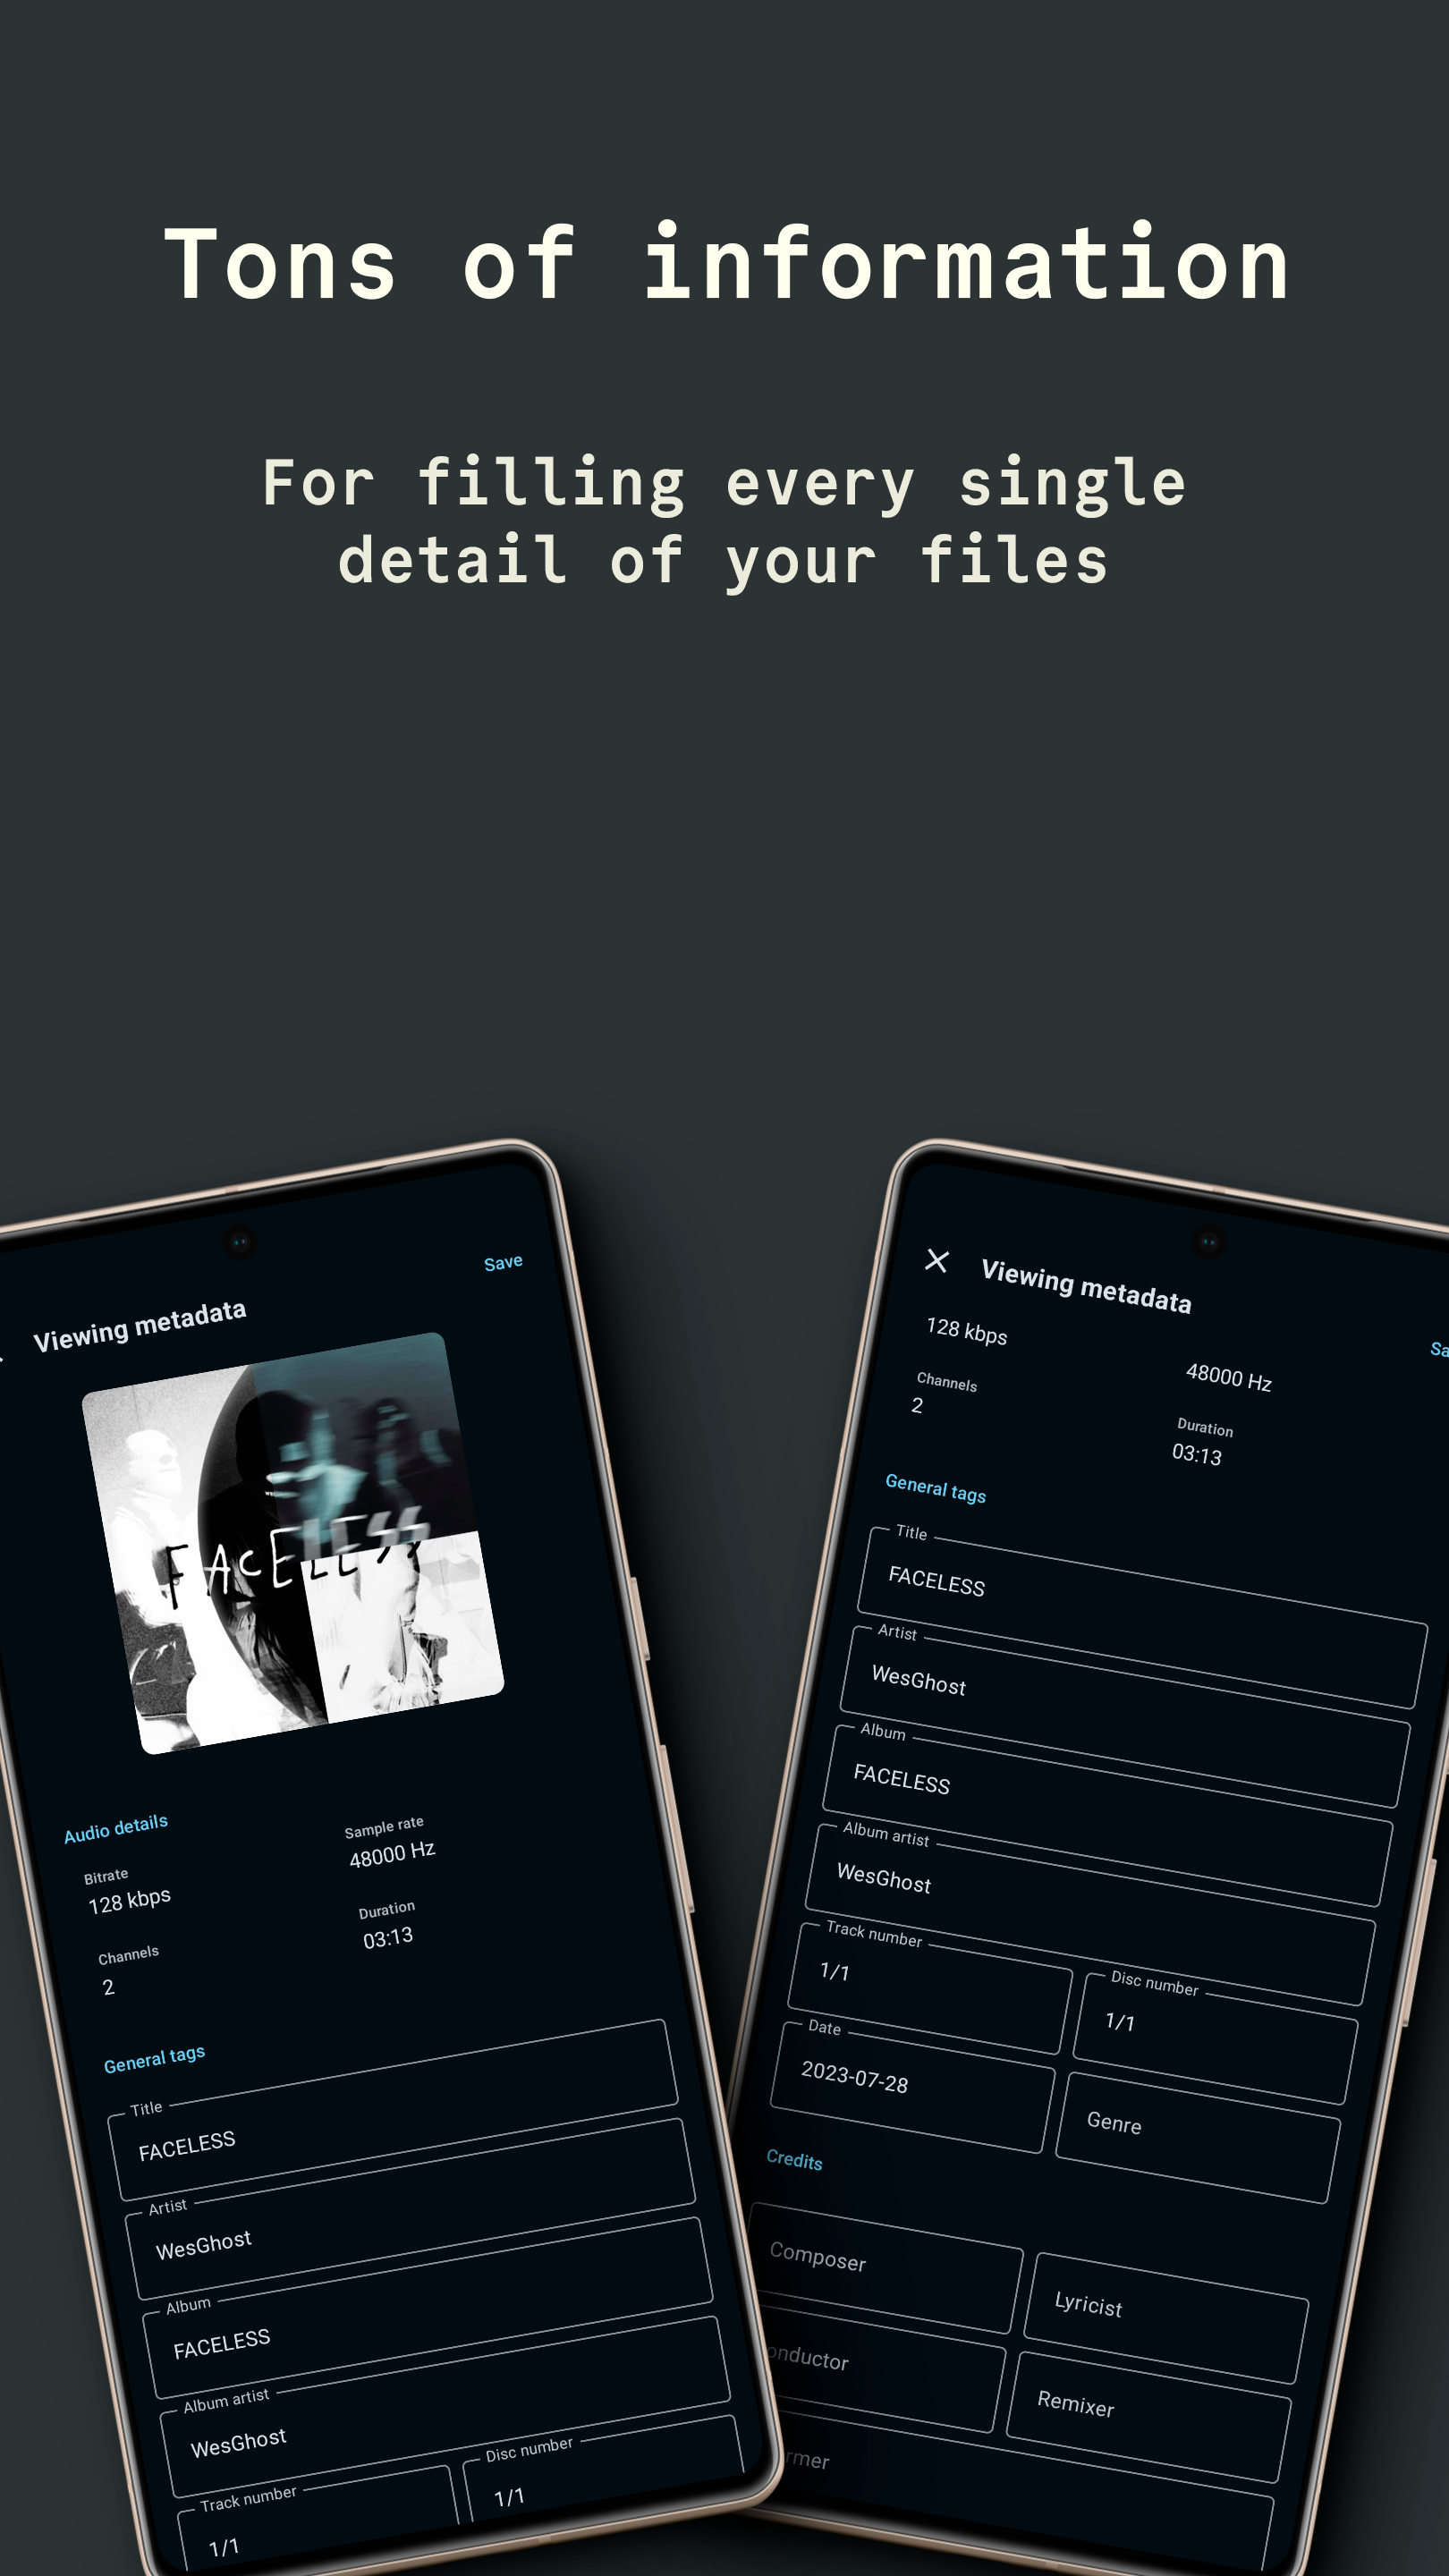 Tons of information
For filling every single
detail of your files
Save
Viewing metadata
FACELESS
Audio details
Bitrate
128 kbps
Sample rate
48000 Hz
Channels
2
Duration
03:13
General tags
Title
FACELESS
Artist
WesGhost
Album
FACELESS
Album artist
WesGhost
Track number
1/1
Disc number
1/1
Viewing metadata
128 kbps
48000 Hz
Sa
Channels
2
Duration
03:13
General tags
Title
FACELESS
Artist
WesGhost
Album
FACELESS
Album artist
WesGhost
Track number
1/1
Disc number
1/1
Date
2023-07-28
Genre
Credits
Composer
Lyricist
onductor
Remixer
rmer